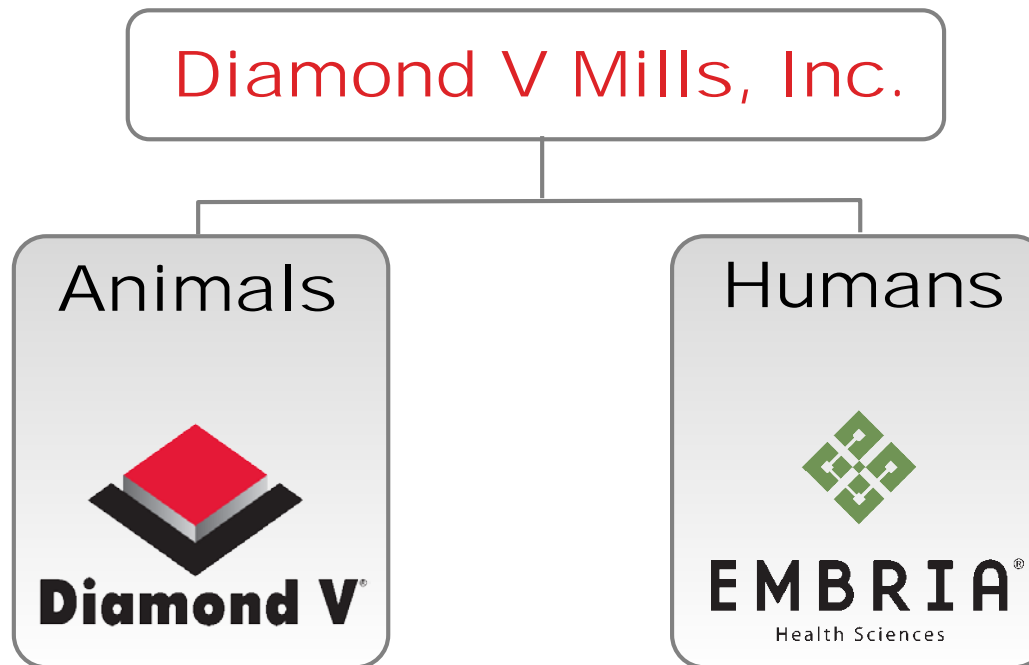 Diamond V Mills, Inc.
Animals
Humans
Diamond V®
EMBRIA®
Health Sciences